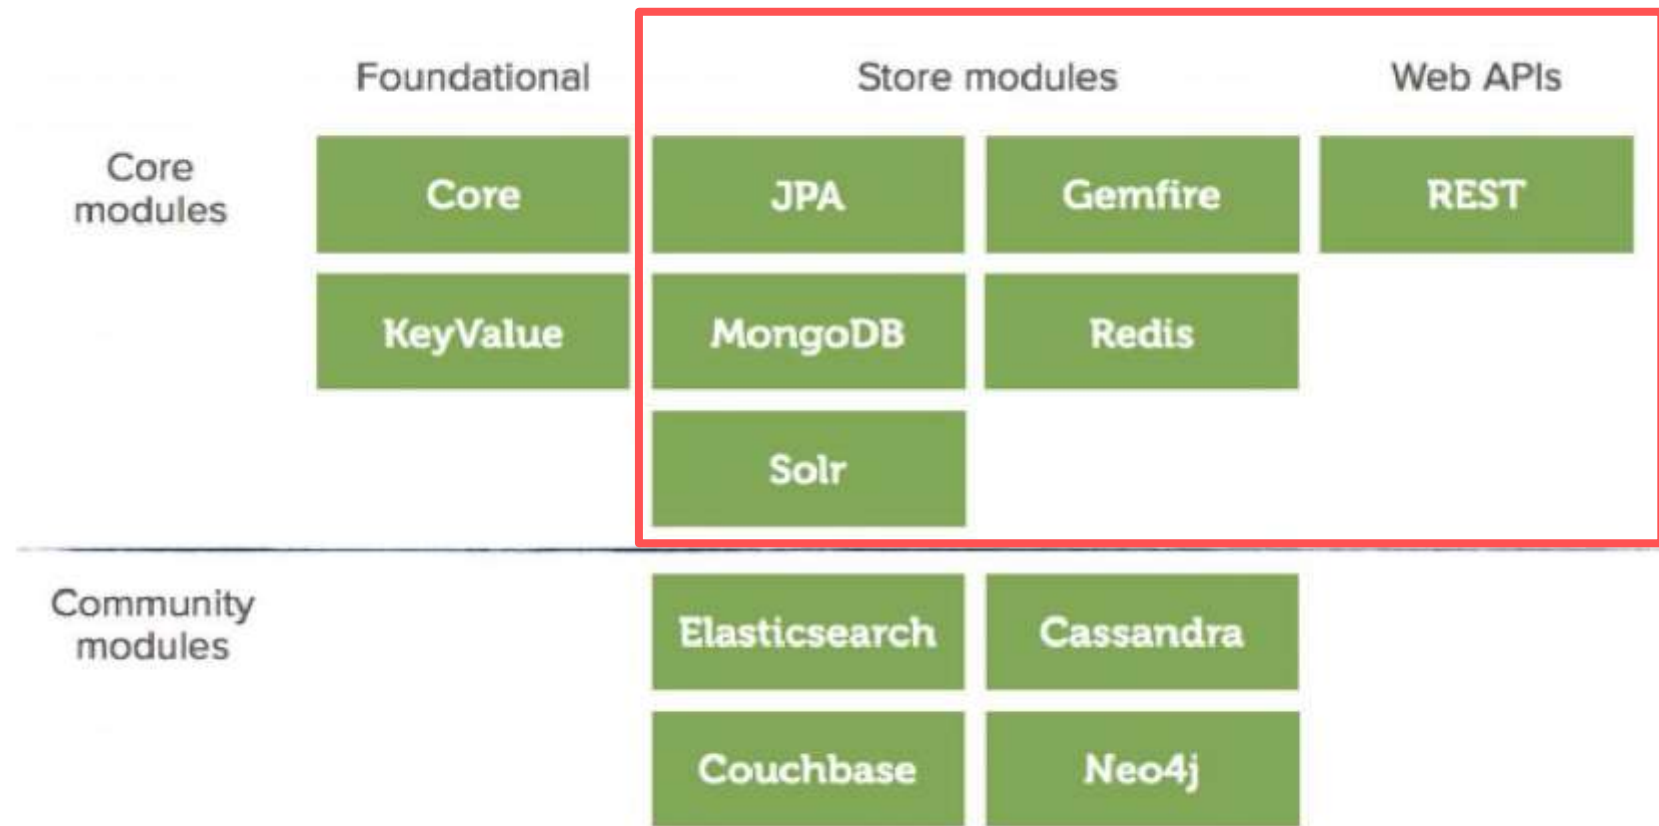 Foundational
Store modules
Web APIs
Core
modules
Core
JPA
Gemfire
REST
KeyValue
MongoDB
Redis
Solr
Community
modules
Elasticsearch
Cassandra
Couchbase
Neo4j